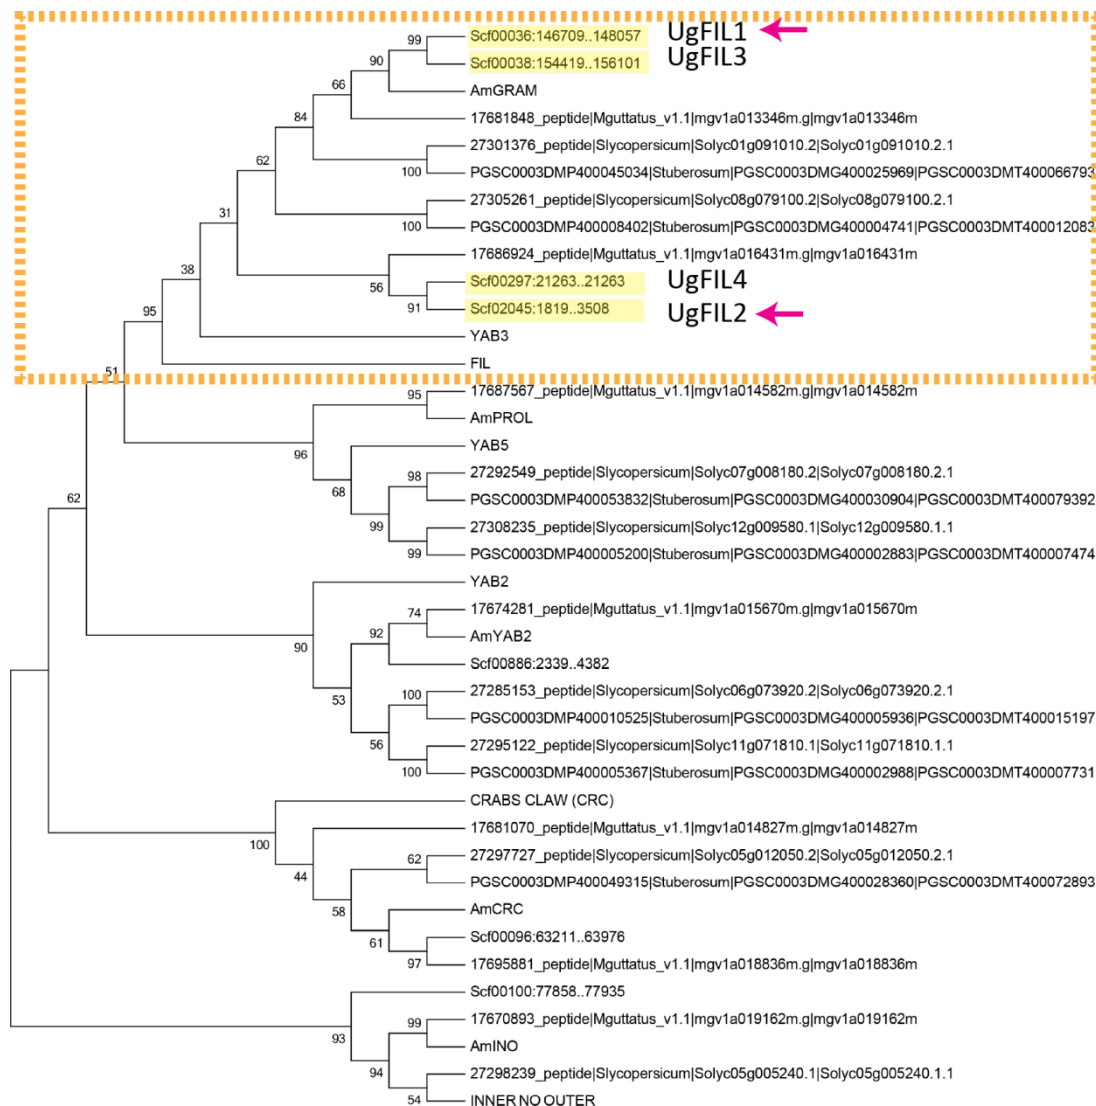 99 Scf00036:146709..148057 UgFIL1
Scf00038:154419..156101 UgFIL3
90
AmGRAM
66
17681848_peptide|Mguttatus_v1.1|mgv1a013346m.g|mgv1a013346m
84
27301376_peptide|Slycopersicum|Solyc01g091010.2|Solyc01g091010.2.1
62
100 PGSC0003DMP400045034|Stuberosum|PGSC0003DMG400025969|PGSC0003DMT400066793
27305261_peptide|Slycopersicum|Solyc08g079100.2|Solyc08g079100.2.1
31
100 PGSC0003DMP400008402|Stuberosum|PGSC0003DMG400004741|PGSC0003DMT400012083
17686924_peptide|Mguttatus_v1.1|mgv1a016431m.g|mgv1a016431m
38
56 Scf00297:21263..21263 UgFIL4
91 Scf02045:1819..3508 UgFIL2
95
YAB3
FIL
51
95 17687567_peptide|Mguttatus_v1.1|mgv1a014582m.g|mgv1a014582m
AmPROL
96 YAB5
98 27292549_peptide|Slycopersicum|Solyc07g008180.2|Solyc07g008180.2.1
68
62
PGSC0003DMP400053832|Stuberosum|PGSC0003DMG400030904|PGSC0003DMT400079392
99 27308235_peptide|Slycopersicum|Solyc12g009580.1|Solyc12g009580.1.1
99 PGSC0003DMP400005200|Stuberosum|PGSC0003DMG400002883|PGSC0003DMT400007474
YAB2
74 17674281_peptide|Mguttatus_v1.1|mgv1a015670m.g|mgv1a015670m
92
AmYAB2
90
Scf00886:2339..4382
100 27285153_peptide|Slycopersicum|Solyc06g073920.2|Solyc06g073920.2.1
53
PGSC0003DMP400010525|Stuberosum|PGSC0003DMG400005936|PGSC0003DMT400015197
56 27295122_peptide|Slycopersicum|Solyc11g071810.1|Solyc11g071810.1.1
100 PGSC0003DMP400005367|Stuberosum|PGSC0003DMG400002988|PGSC0003DMT400007731
CRABS CLAW (CRC)
17681070_peptide|Mguttatus_v1.1|mgv1a014827m.g|mgv1a014827m
100
62 27297727_peptide|Slycopersicum|Solyc05g012050.2|Solyc05g012050.2.1
44
PGSC0003DMP400049315|Stuberosum|PGSC0003DMG400028360|PGSC0003DMT400072893
58 AmCRC
61 Scf00096:63211..63976
97 17695881_peptide|Mguttatus_v1.1|mgv1a018836m.g|mgv1a018836m
Scf00100:77858..77935
99 17670893_peptide|Mguttatus_v1.1|mgv1a019162m.g|mgv1a019162m
93
AmINO
94 27298239_peptide|Slycopersicum|Solyc05g005240.1|Solyc05g005240.1.1
54 INNER NO OUTER